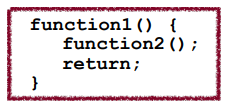 function1() {
function2();
return;
}